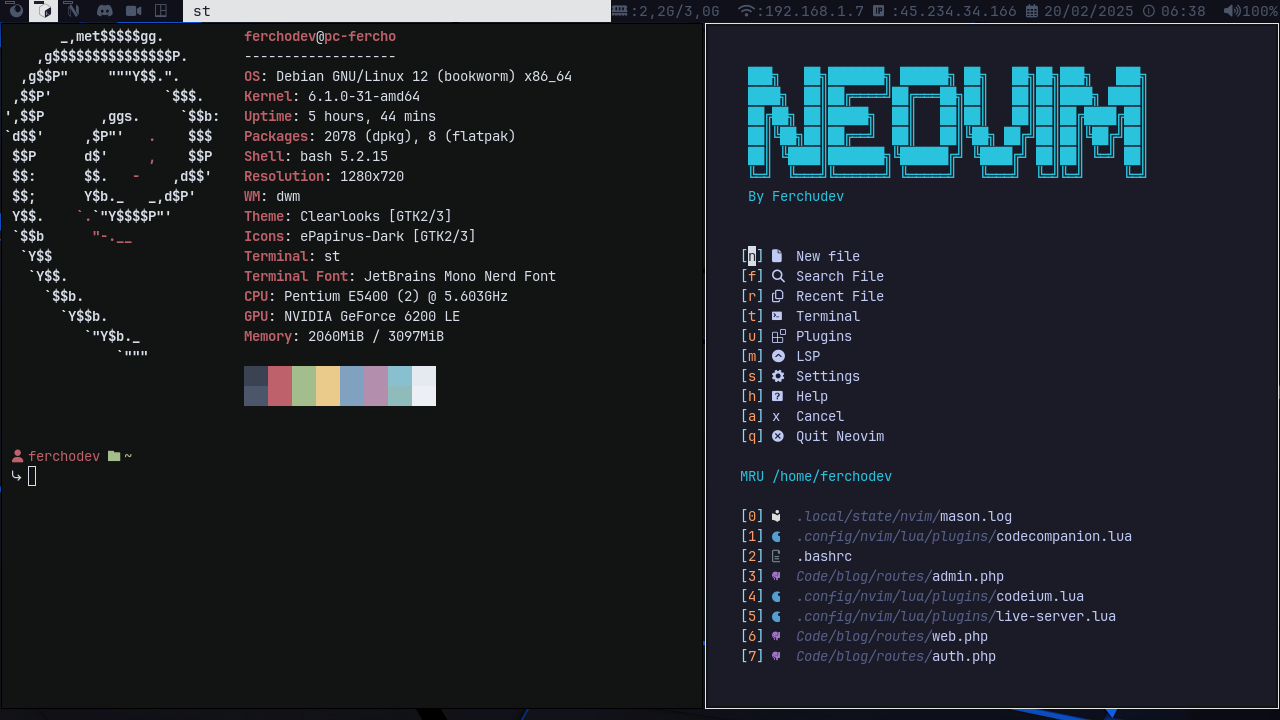 st
:2,2G/3,0G :192.168.1.7 :45.234.34.166 20/02/2025 06:38 100%
ferchodev@pc-fercho
-------------------
OS: Debian GNU/Linux 12 (bookworm) x86_64
Kernel: 6.1.0-31-amd64
Uptime: 5 hours, 44 mins
Packages: 2078 (dpkg), 8 (flatpak)
Shell: bash 5.2.15
Resolution: 1280x720
WM: dwm
Theme: Clearlooks [GTK2/3]
Icons: ePapirus-Dark [GTK2/3]
Terminal: st
Terminal Font: JetBrains Mono Nerd Font
CPU: Pentium E5400 (2) @ 5.603GHz
GPU: NVIDIA GeForce 6200 LE
Memory: 2060MiB / 3097MiB
ferchodev ~
NEOVIM
By Ferchudev
[n] New file
[f] Search File
[r] Recent File
[t] Terminal
[u] Plugins
[m] LSP
[s] Settings
[h] Help
[a] x Cancel
[q] Quit Neovim
MRU /home/ferchodev
[0] .local/state/nvim/mason.log
[1] .config/nvim/lua/plugins/codecompanion.lua
[2] .bashrc
[3] Code/blog/routes/admin.php
[4] .config/nvim/lua/plugins/codeium.lua
[5] .config/nvim/lua/plugins/live-server.lua
[6] Code/blog/routes/web.php
[7] Code/blog/routes/auth.php